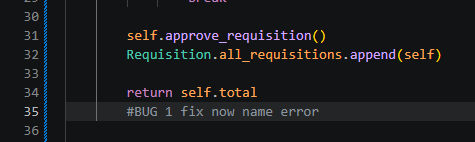 break
30
31 self.approve_requisition()
32 Requisition.all_requisitions.append(self)
33
34 return self.total
35 #BUG 1 fix now name error
36